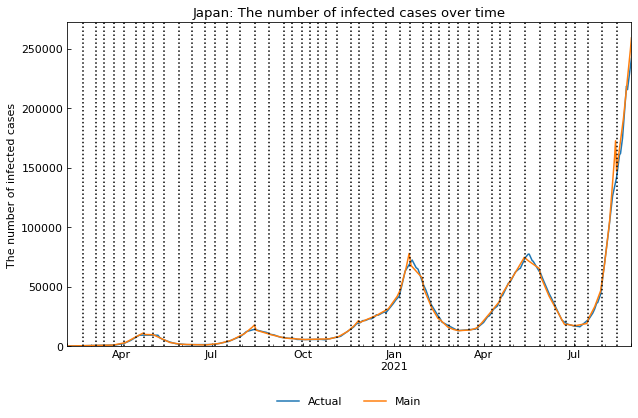 Japan: The number of infected cases over time
The number of infected cases
250000
200000
150000
100000
50000
0
Apr Jul Oct Jan Apr Jul
2021
Actual Main